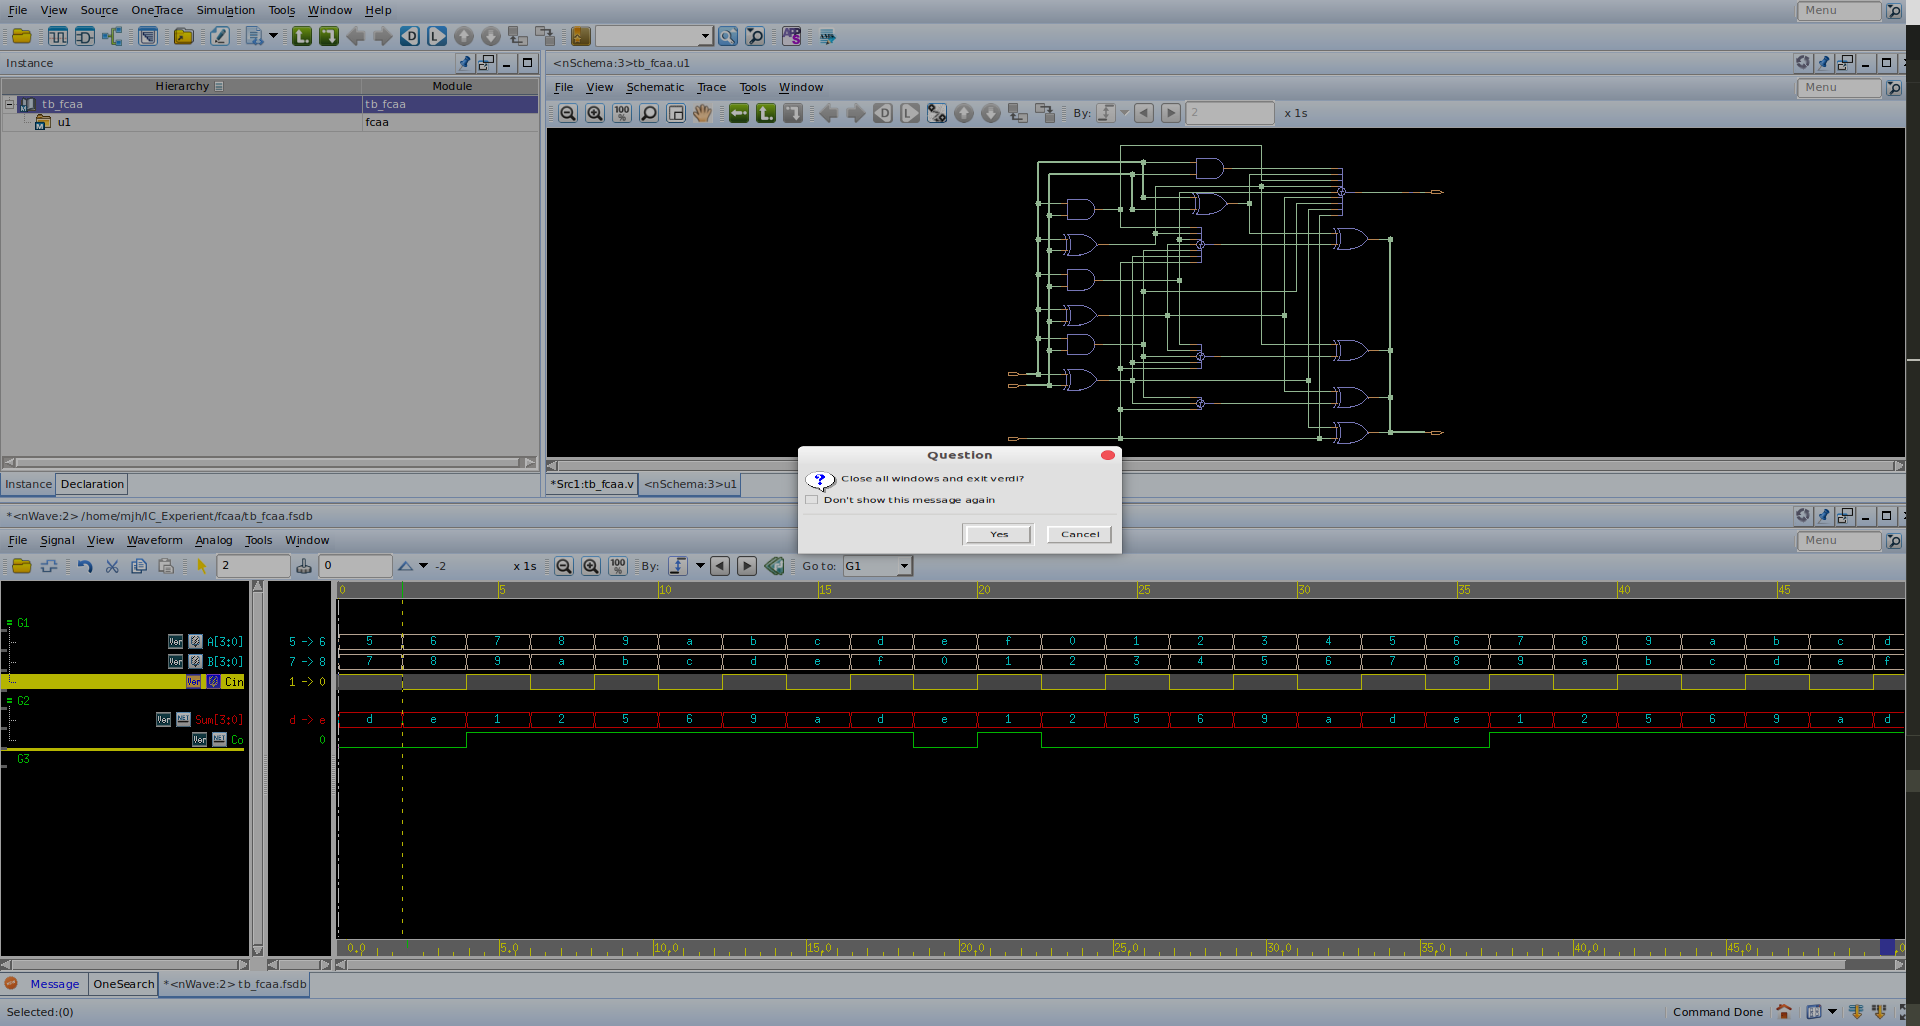 File View Source OneTrace Simulation Tools Window Help Menu
Instance
<nSchema:3>tb_fcaa.u1
Hierarchy Module
tb_fcaa tb_fcaa
u1 fcaa
File View Schematic Trace Tools Window Menu
100% By: 2 x 1s
Instance Declaration
*Src1:tb_fcaa.v <nSchema:3>u1
Question
Close all windows and exit verdi?
Don't show this message again
Yes Cancel
*<nWave:2> /home/mjh/IC_Experient/fcaa/tb_fcaa.fsdb
File Signal View Waveform Analog Tools Window Menu
2 0 -2 x 1s 100% By: Go to: G1
0 5 10 15 20 25 30 35 40 45
G1
Ver A[3:0] 5 -> 6 5 6 7 8 9 a b c d e f 0 1 2 3 4 5 6 7 8 9 a b c d
Ver B[3:0] 7 -> 8 7 8 9 a b c d e f 0 1 2 3 4 5 6 7 8 9 a b c d e f
Ver Cin 1 -> 0
G2
Ver NET Sum[3:0] d -> e d e 1 2 5 6 9 a d e 1 2 5 6 9 a d e 1 2 5 6 9 a d
Ver NET Co 0
G3
0.0 5.0 10.0 15.0 20.0 25.0 30.0 35.0 40.0 45.0
Message OneSearch *<nWave:2> tb_fcaa.fsdb
Selected:(0) Command Done